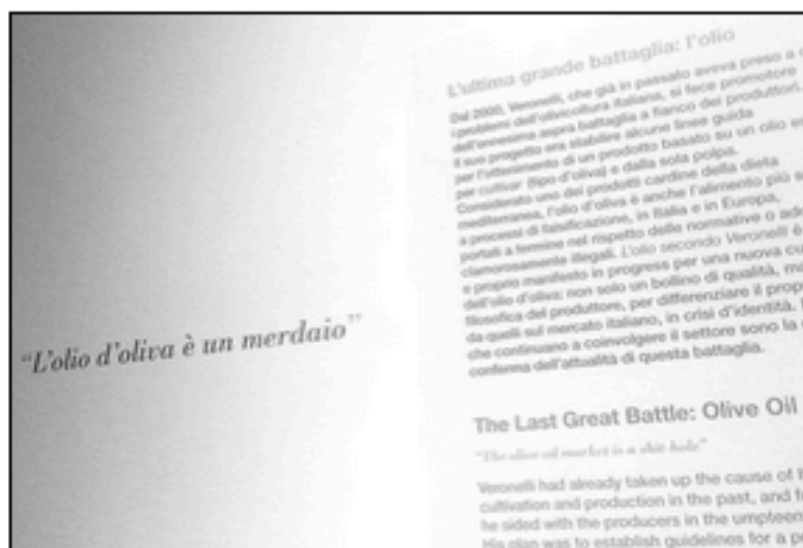 “L’olio d’oliva è un merdaio”
L’ultima grande battaglia: l’olio
Dal 2000, Veronelli, che già in passato aveva preso a
i problemi dell’olivicoltura italiana, si fece promotore
dell’ennesima aspra battaglia a fianco dei produttori.
Il suo progetto era stabilire alcune linee guida
per l’ottenimento di un prodotto basato su un olio
per cultivar (tipo d’oliva) e dalla sola polpa.
Considerato uno dei prodotti cardine della dieta
mediterranea, l’olio d’oliva è anche l’alimento più
a processi di falsificazione, in Italia e in Europa,
portati a termine nel rispetto delle normative o
clamorosamente illegali. L’olio secondo Veronelli è
e proprio manifesto in progress per una nuova
dell’olio d’oliva: non solo un bollino di qualità,
filosofica del produttore, per differenziare il
da quelli sul mercato italiano, in crisi d’identità.
che continuano a coinvolgere il settore sono la
conferma dell’attualità di questa battaglia.
The Last Great Battle: Olive Oil
“The olive oil market is a shit-hole”
Veronelli had already taken up the cause of
cultivation and production in the past, and
he sided with the producers in the umpteen
His plan was to establish guidelines for a